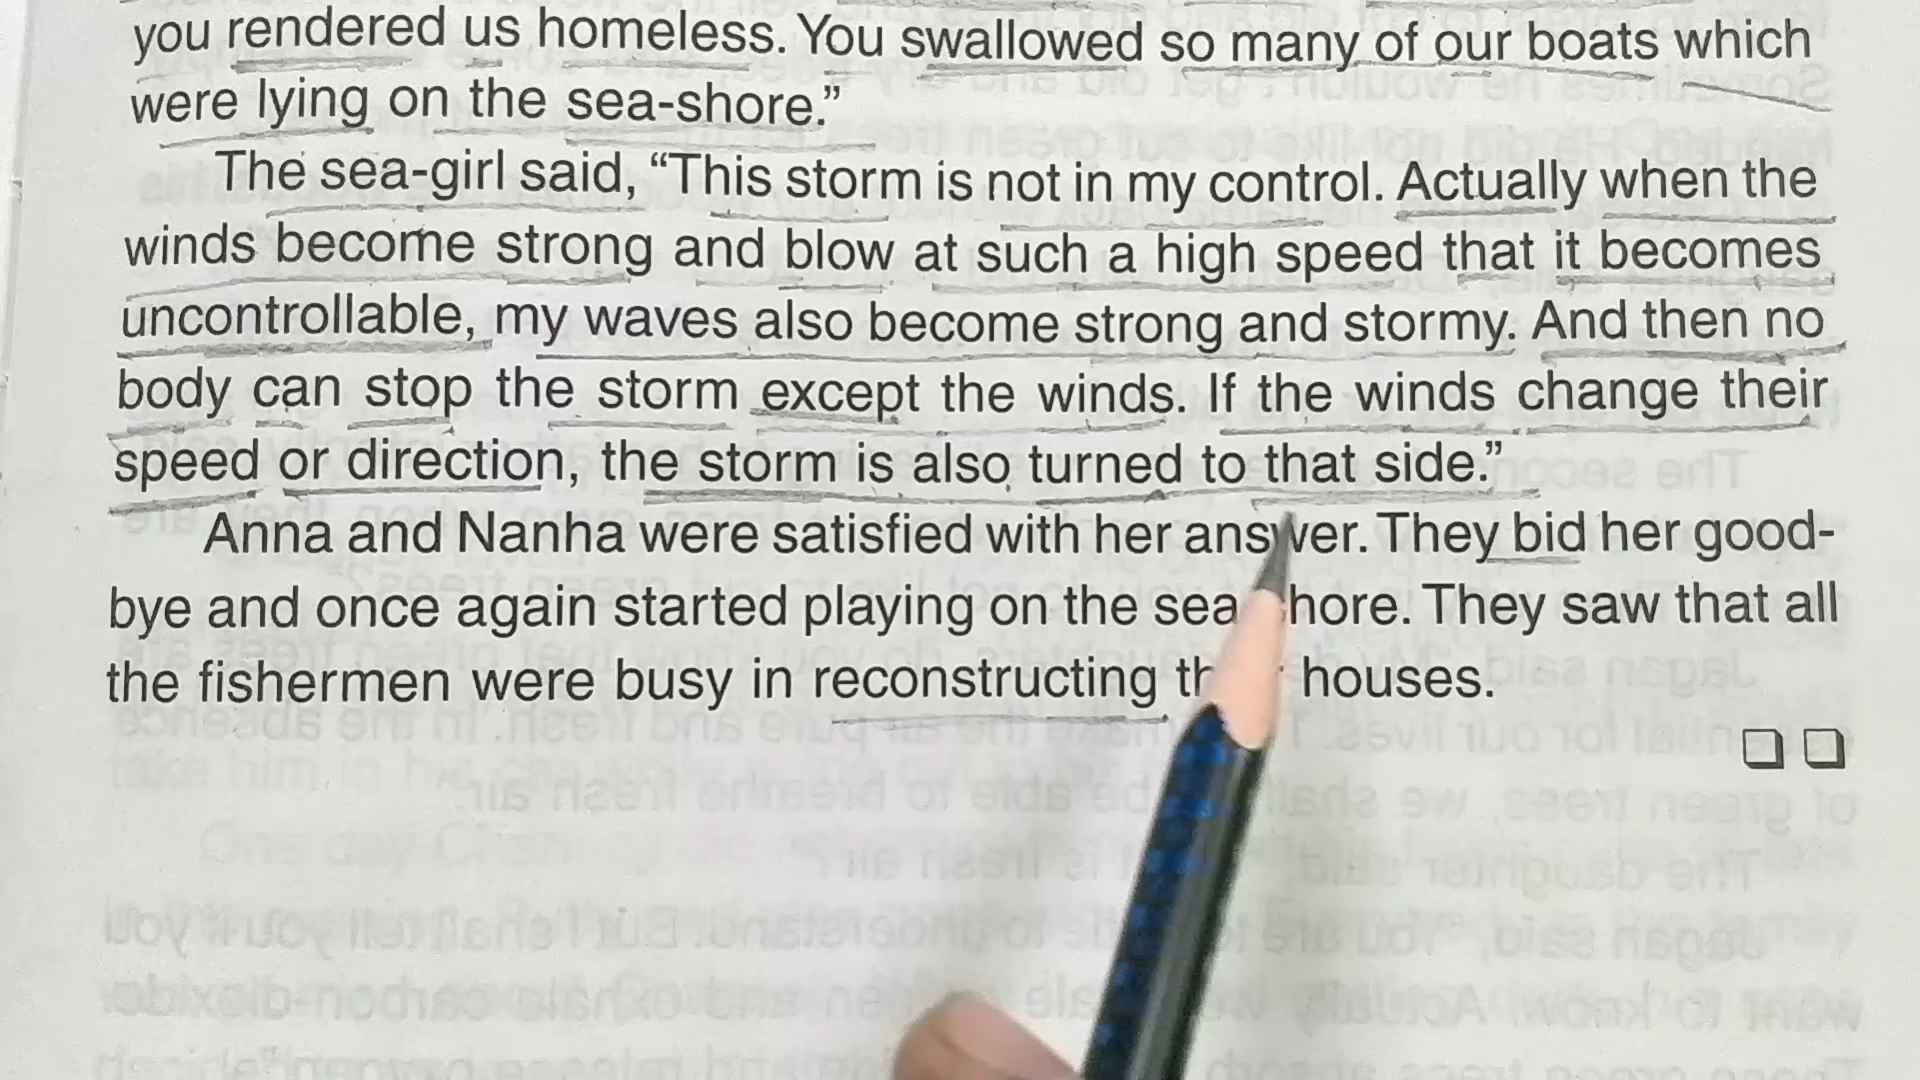 you rendered us homeless. You swallowed so many of our boats which
were lying on the sea-shore.”
The sea-girl said, “This storm is not in my control. Actually when the
winds become strong and blow at such a high speed that it becomes
uncontrollable, my waves also become strong and stormy. And then no
body can stop the storm except the winds. If the winds change their
speed or direction, the storm is also turned to that side.”
Anna and Nanha were satisfied with her answer. They bid her good-
bye and once again started playing on the sea shore. They saw that all
the fishermen were busy in reconstructing houses.